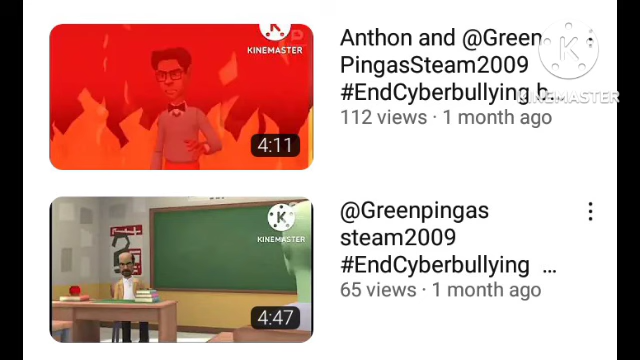 KINEMASTER
4:11
Anthon and @Green
PingasSteam2009
#EndCyberbullying
112 views · 1 month ago
KINEMASTER
KINEMASTER
4:47
@Greenpingas
steam2009
#EndCyberbullying ...
65 views · 1 month ago